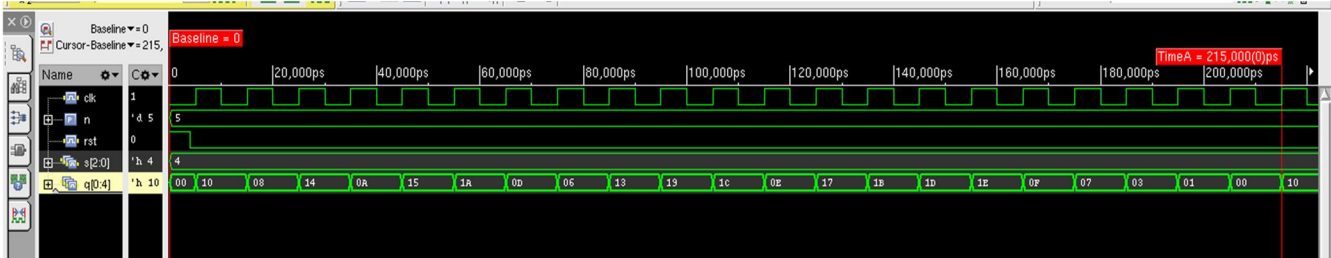 Baseline▼= 0
Cursor-Baseline▼= 215,
Baseline = 0
TimeA = 215,000(0)ps
Name
0 20,000ps 40,000ps 60,000ps 80,000ps 100,000ps 120,000ps 140,000ps 160,000ps 180,000ps 200,000ps
clk 1
n 'd 5 5
rst 0
s[2:0] 'h 4 4
q[0:4] 'h 10 00 10 08 14 0A 15 1A 0D 06 13 19 1C 0E 17 1B 1D 1E 0F 07 03 01 00 10